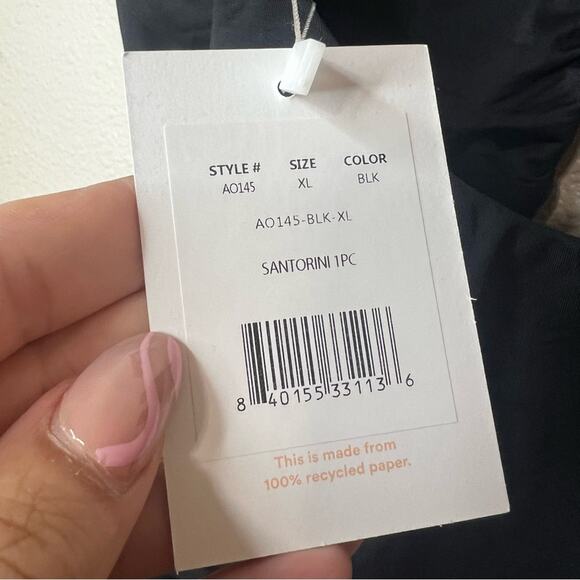 STYLE # SIZE COLOR
AO145 XL BLK
AO145-BLK-XL
SANTORINI 1PC
8 40155 33113 6
This is made from
100% recycled paper.